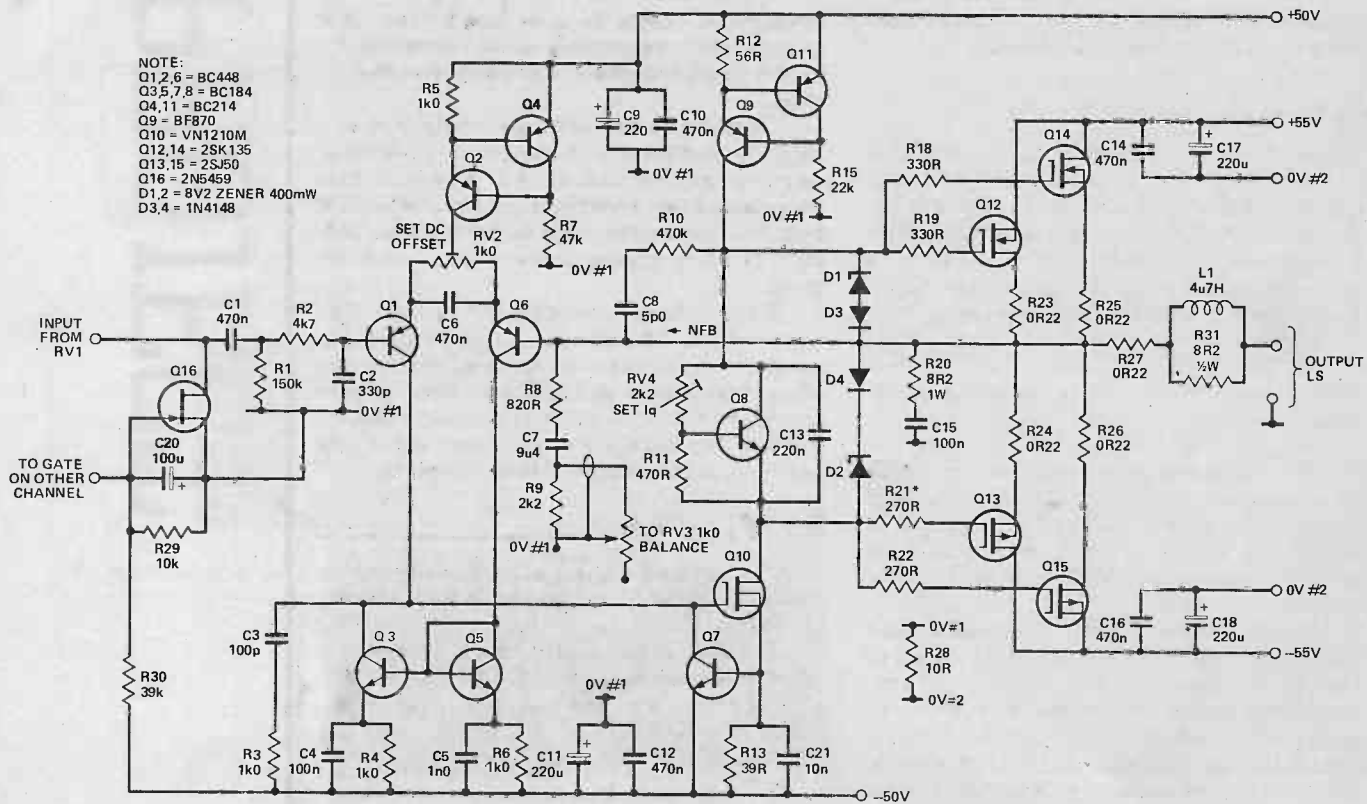 NOTE:
Q1,2,6 = BC448
Q3,5,7,8 = BC184
Q4,11 = BC214
Q9 = BF870
Q10 = VN1210M
Q12,14 = 2SK135
Q13,15 = 2SJ50
Q16 = 2N5459
D1,2 = 8V2 ZENER 400mW
D3,4 = 1N4148
+50V
R12
56R
Q11
R5
1k0
Q4
+
C9
220
C10
470n
Q9
0V #1
Q2
R15
22k
0V #1
Q14
+55V
C14
470n
+
C17
220u
0V #2
R18
330R
Q12
R19
330R
SET DC
OFFSET
RV2
1k0
R7
47k
0V #1
R10
470k
C8
5p0
NFB
D1
D3
R23
0R22
R25
0R22
L1
4u7H
R31
8R2
½W
OUTPUT
LS
INPUT
FROM
RV1
C1
470n
R2
4k7
Q1
C6
470n
Q6
R1
150k
C2
330p
0V #1
Q16
C20
100u
+
TO GATE
ON OTHER
CHANNEL
R29
10k
R8
820R
C7
9u4
R9
2k2
0V #1
TO RV3 1k0
BALANCE
RV4
2k2
SET Iq
Q8
R11
470R
C13
220n
D4
D2
R20
8R2
1W
C15
100n
R27
0R22
R24
0R22
R26
0R22
R21*
270R
Q13
R22
270R
Q15
Q10
0V #2
C16
470n
+
C18
220u
--55V
0V#1
R28
10R
0V=2
C3
100p
Q3
Q5
Q7
R30
39k
R3
1k0
C4
100n
R4
1k0
C5
1n0
R6
1k0
0V #1
+
C11
220u
C12
470n
R13
39R
C21
10n
--50V